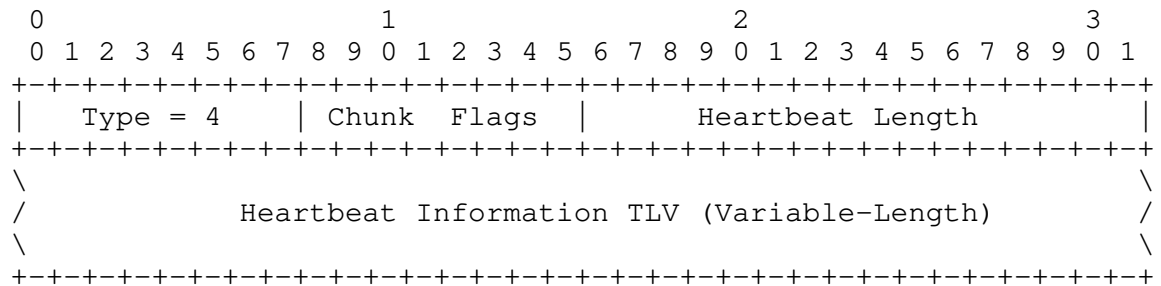 0                   1                   2                   3
 0 1 2 3 4 5 6 7 8 9 0 1 2 3 4 5 6 7 8 9 0 1 2 3 4 5 6 7 8 9 0 1
+-+-+-+-+-+-+-+-+-+-+-+-+-+-+-+-+-+-+-+-+-+-+-+-+-+-+-+-+-+-+-+
|   Type = 4    | Chunk  Flags  |      Heartbeat Length         |
+-+-+-+-+-+-+-+-+-+-+-+-+-+-+-+-+-+-+-+-+-+-+-+-+-+-+-+-+-+-+-+
\                                                               \
/            Heartbeat Information TLV (Variable-Length)        /
\                                                               \
+-+-+-+-+-+-+-+-+-+-+-+-+-+-+-+-+-+-+-+-+-+-+-+-+-+-+-+-+-+-+-+